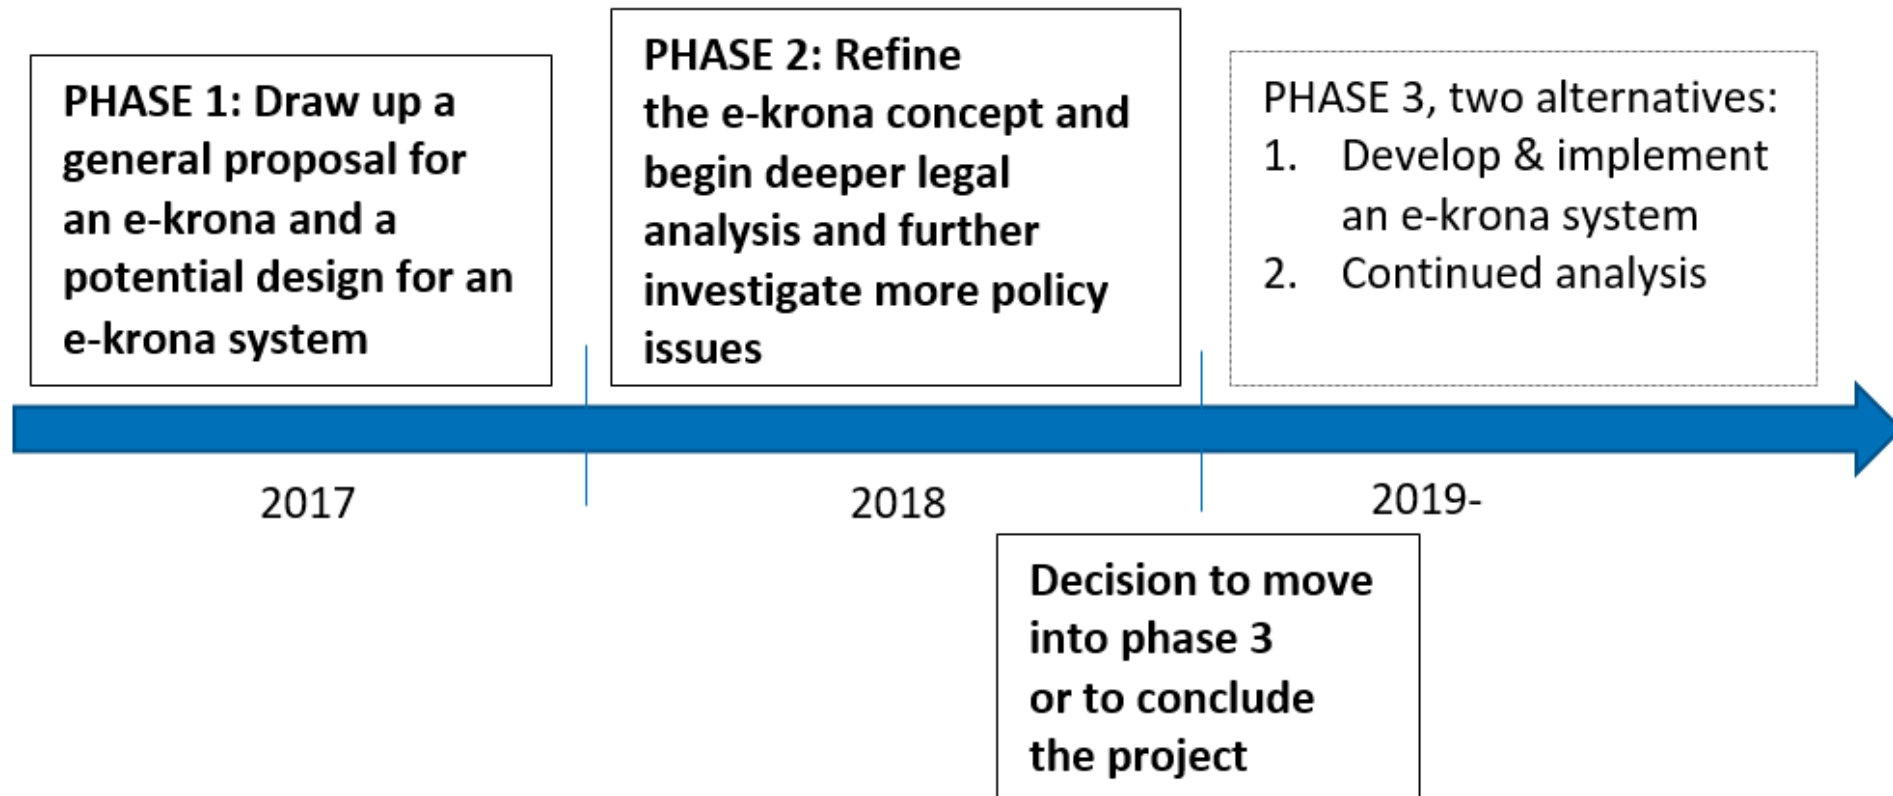 PHASE 1: Draw up a
general proposal for
an e-krona and a
potential design for an
e-krona system
PHASE 2: Refine
the e-krona concept and
begin deeper legal
analysis and further
investigate more policy
issues
PHASE 3, two alternatives:
1. Develop & implement
an e-krona system
2. Continued analysis
2017
2018
2019-
Decision to move
into phase 3
or to conclude
the project